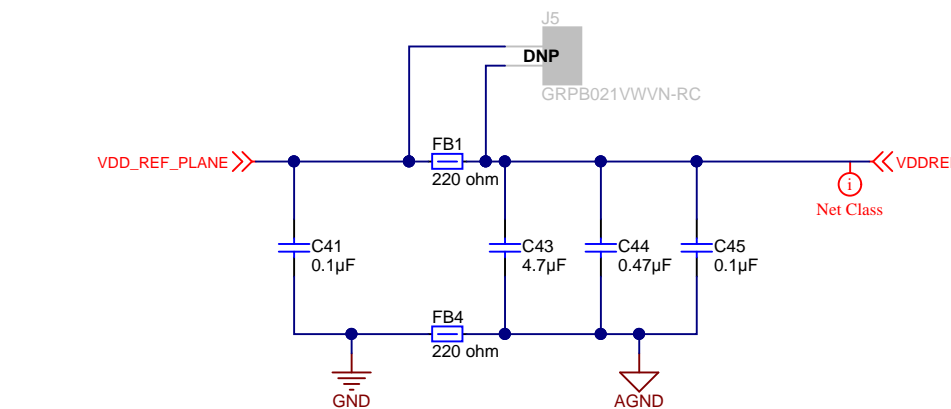 J5
DNP
GRPB021VWVN-RC
FB1
VDD_REF_PLANE
VDDREF
220 ohm
i
Net Class
C41
0.1µF
C43
4.7µF
C44
0.47µF
C45
0.1µF
FB4
220 ohm
GND
AGND